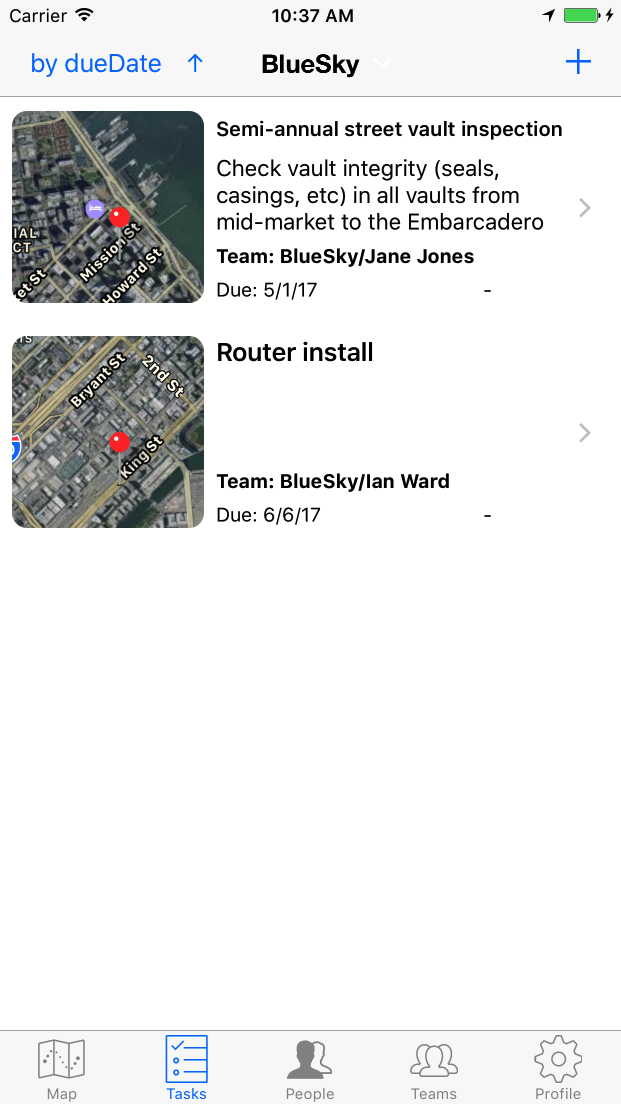 Carrier 10:37 AM
by dueDate ↑ BlueSky +
Semi-annual street vault inspection
Check vault integrity (seals,
casings, etc) in all vaults from
mid-market to the Embarcadero
Team: BlueSky/Jane Jones
Due: 5/1/17 -
IAL
CT
Mission St
Howard St
et St
Router install
Team: BlueSky/Ian Ward
Due: 6/6/17 -
Bryant St
2nd St
King St
Map Tasks People Teams Profile